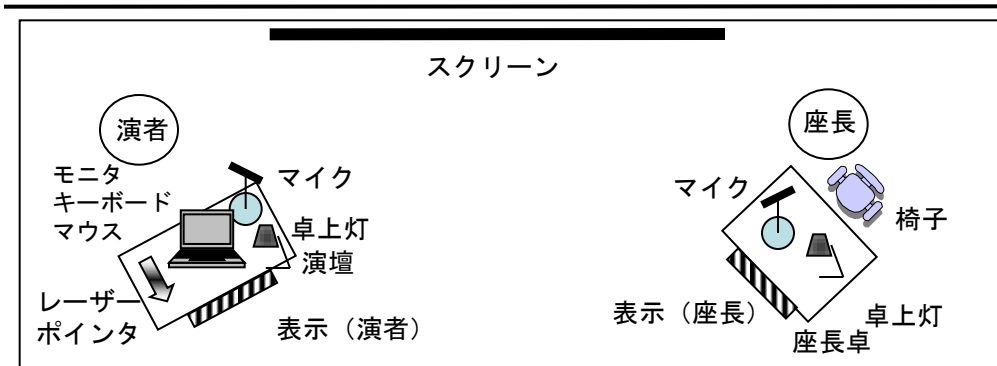 スクリーン
演者
モニタ
キーボード
マウス
マイク
卓上灯
演壇
レーザー
ポインタ
表示（演者）
座長
マイク
椅子
表示（座長）
卓上灯
座長卓